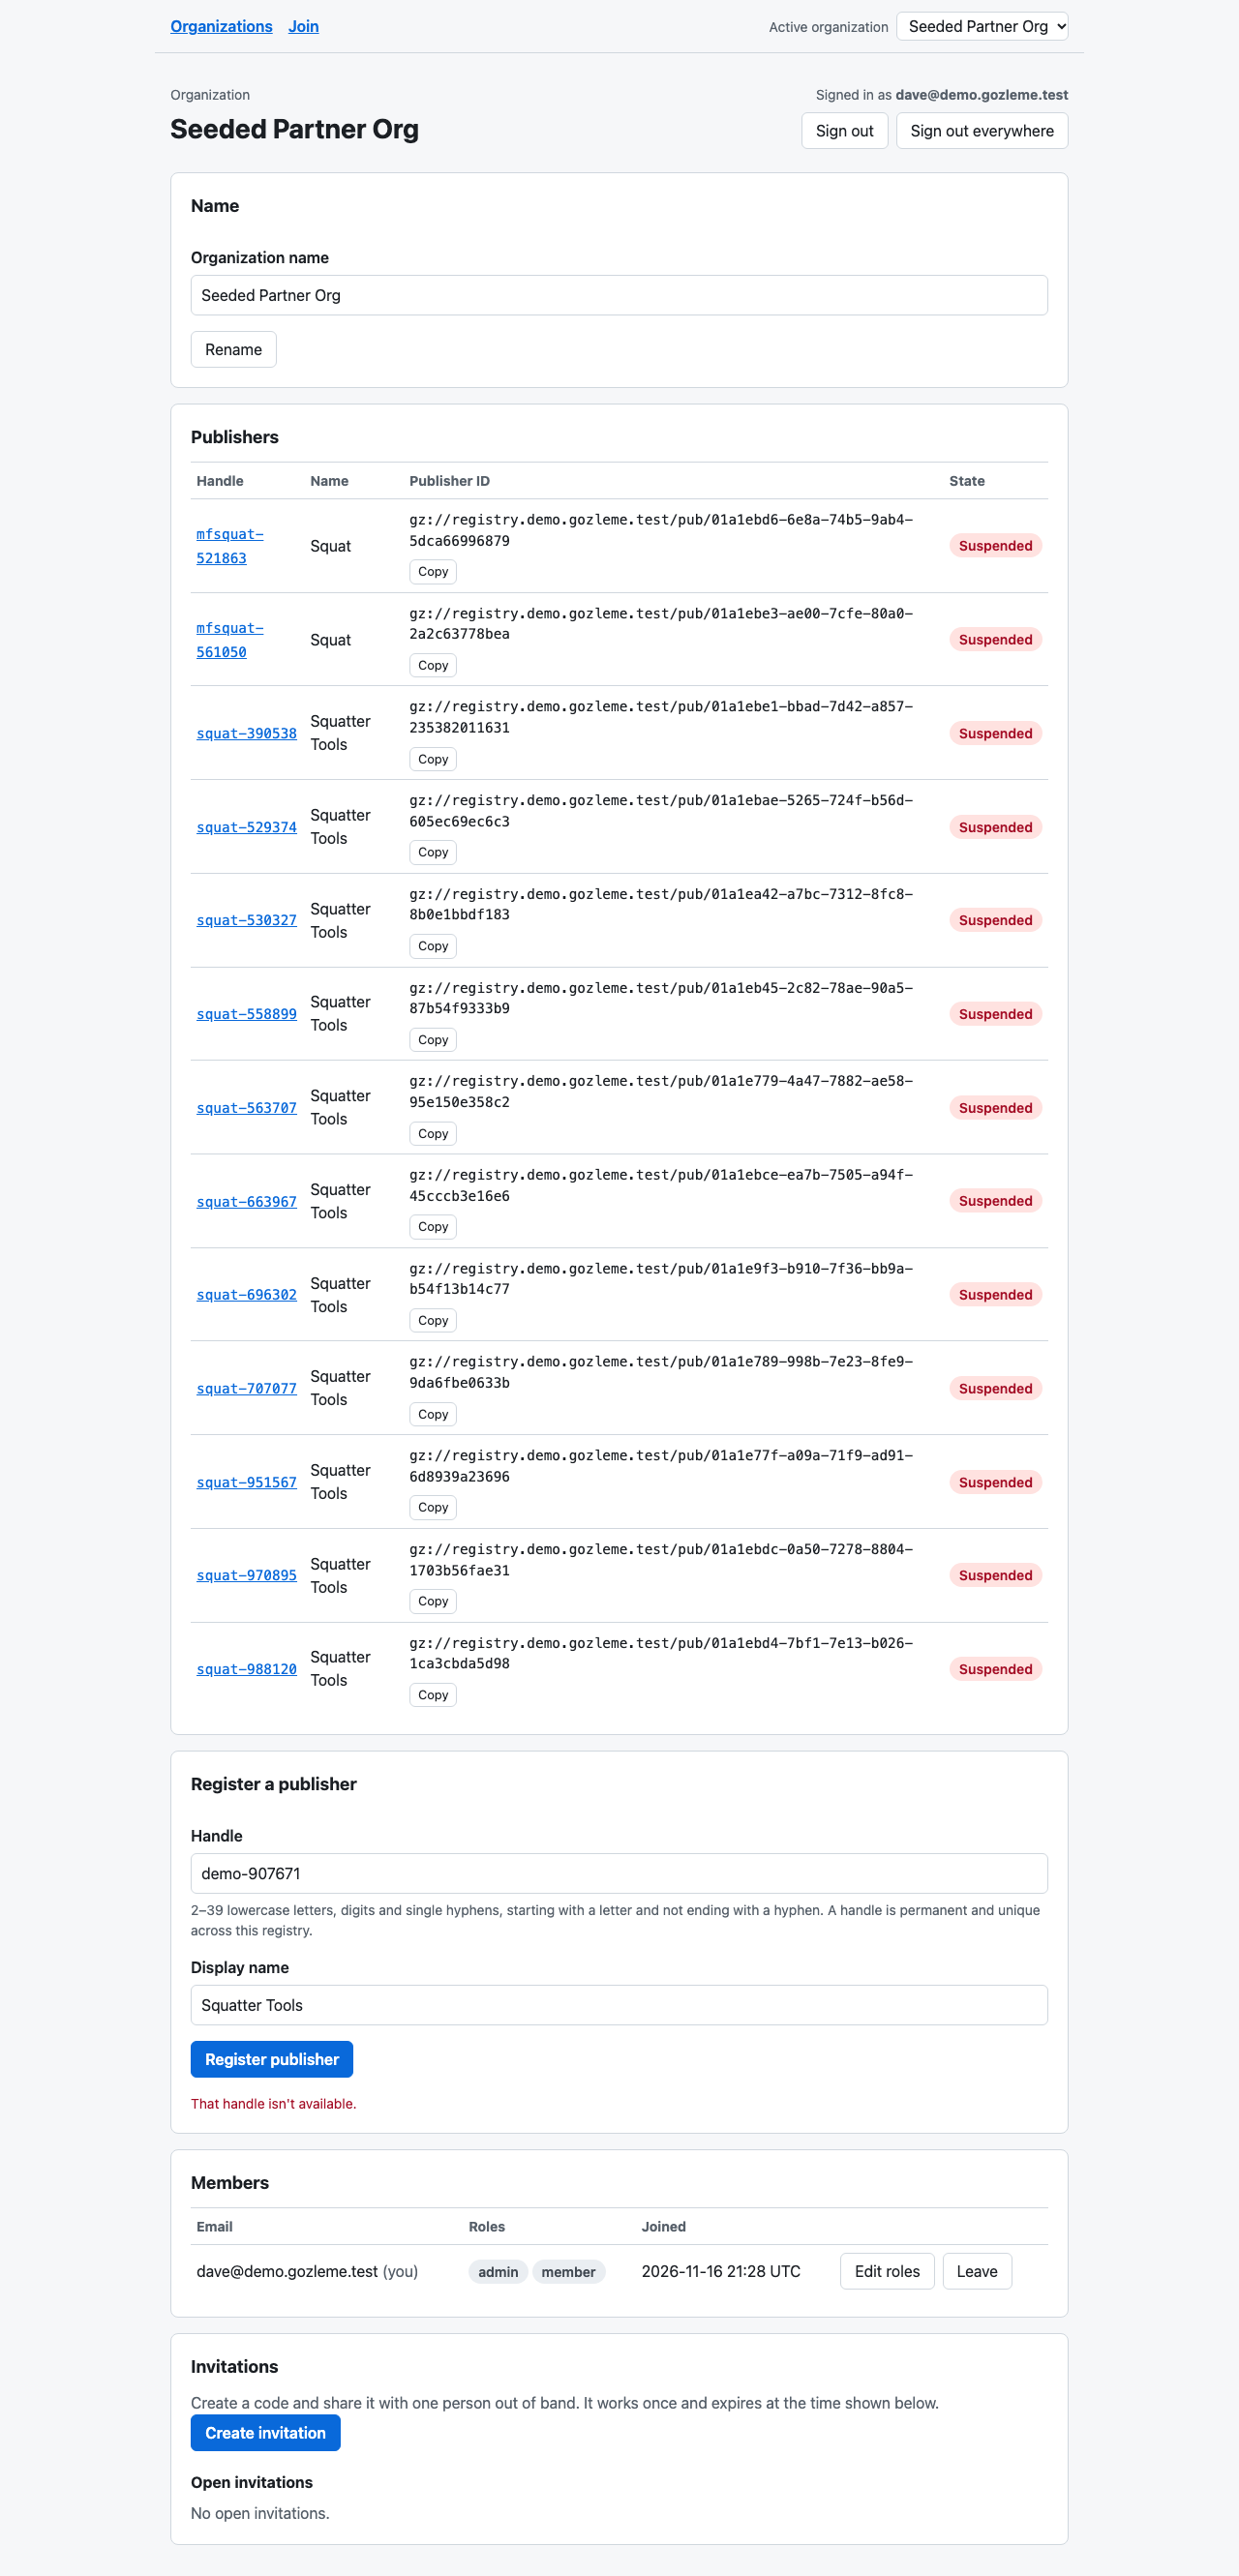 Organizations Join Active organization Seeded Partner Org
Organization Signed in as dave@demo.gozleme.test
Seeded Partner Org Sign out Sign out everywhere
Name
Organization name
Seeded Partner Org
Rename
Publishers
Handle Name Publisher ID State
mfsquat-
521863
Squat
gz://registry.demo.gozleme.test/pub/01a1ebd6-6e8a-74b5-9ab4-
5dca66996879
Copy
Suspended
mfsquat-
561050
Squat
gz://registry.demo.gozleme.test/pub/01a1ebe3-ae00-7cfe-80a0-
2a2c63778bea
Copy
Suspended
squat-390538
Squatter
Tools
gz://registry.demo.gozleme.test/pub/01a1ebe1-bbad-7d42-a857-
235382011631
Copy
Suspended
squat-529374
Squatter
Tools
gz://registry.demo.gozleme.test/pub/01a1ebae-5265-724f-b56d-
605ec69ec6c3
Copy
Suspended
squat-530327
Squatter
Tools
gz://registry.demo.gozleme.test/pub/01a1ea42-a7bc-7312-8fc8-
8b0e1bbdf183
Copy
Suspended
squat-558899
Squatter
Tools
gz://registry.demo.gozleme.test/pub/01a1eb45-2c82-78ae-90a5-
87b54f9333b9
Copy
Suspended
squat-563707
Squatter
Tools
gz://registry.demo.gozleme.test/pub/01a1e779-4a47-7882-ae58-
95e150e358c2
Copy
Suspended
squat-663967
Squatter
Tools
gz://registry.demo.gozleme.test/pub/01a1ebce-ea7b-7505-a94f-
45cccb3e16e6
Copy
Suspended
squat-696302
Squatter
Tools
gz://registry.demo.gozleme.test/pub/01a1e9f3-b910-7f36-bb9a-
b54f13b14c77
Copy
Suspended
squat-707077
Squatter
Tools
gz://registry.demo.gozleme.test/pub/01a1e789-998b-7e23-8fe9-
9da6fbe0633b
Copy
Suspended
squat-951567
Squatter
Tools
gz://registry.demo.gozleme.test/pub/01a1e77f-a09a-71f9-ad91-
6d8939a23696
Copy
Suspended
squat-970895
Squatter
Tools
gz://registry.demo.gozleme.test/pub/01a1ebdc-0a50-7278-8804-
1703b56fae31
Copy
Suspended
squat-988120
Squatter
Tools
gz://registry.demo.gozleme.test/pub/01a1ebd4-7bf1-7e13-b026-
1ca3cbda5d98
Copy
Suspended
Register a publisher
Handle
demo-907671
2–39 lowercase letters, digits and single hyphens, starting with a letter and not ending with a hyphen. A handle is permanent and unique
across this registry.
Display name
Squatter Tools
Register publisher
That handle isn't available.
Members
Email Roles Joined
dave@demo.gozleme.test (you) admin member 2026-11-16 21:28 UTC Edit roles Leave
Invitations
Create a code and share it with one person out of band. It works once and expires at the time shown below.
Create invitation
Open invitations
No open invitations.